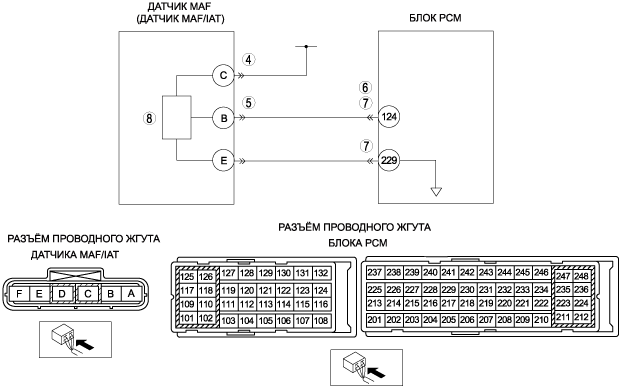 ДАТЧИК MAF
(ДАТЧИК MAF/IAT)
БЛОК PCM
C
4
B
5
6
7
124
8
E
7
229
РАЗЪЁМ ПРОВОДНОГО ЖГУТА
ДАТЧИКА MAF/IAT
F E D C B A
РАЗЪЁМ ПРОВОДНОГО ЖГУТА
БЛОКА PCM
125 126 127 128 129 130 131 132
117 118 119 120 121 122 123 124
109 110 111 112 113 114 115 116
101 102 103 104 105 106 107 108
237 238 239 240 241 242 243 244 245 246 247 248
225 226 227 228 229 230 231 232 233 234 235 236
213 214 215 216 217 218 219 220 221 222 223 224
201 202 203 204 205 206 207 208 209 210 211 212